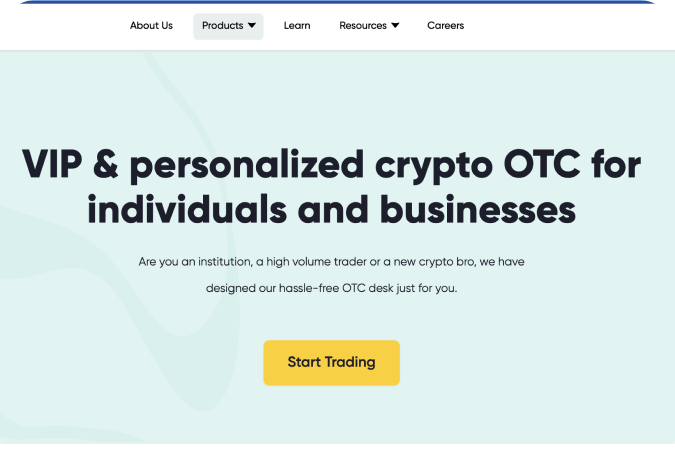 About Us Products Learn Resources Careers
VIP & personalized crypto OTC for
individuals and businesses
Are you an institution, a high volume trader or a new crypto bro, we have
designed our hassle-free OTC desk just for you.
Start Trading